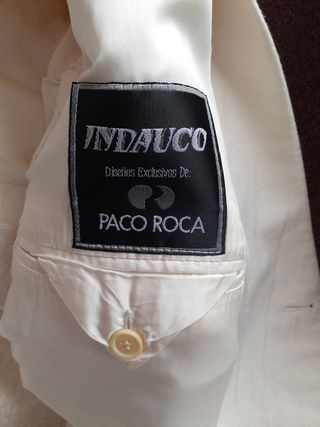 INDAUCO
Diseños Exclusivos De:
PACO ROCA